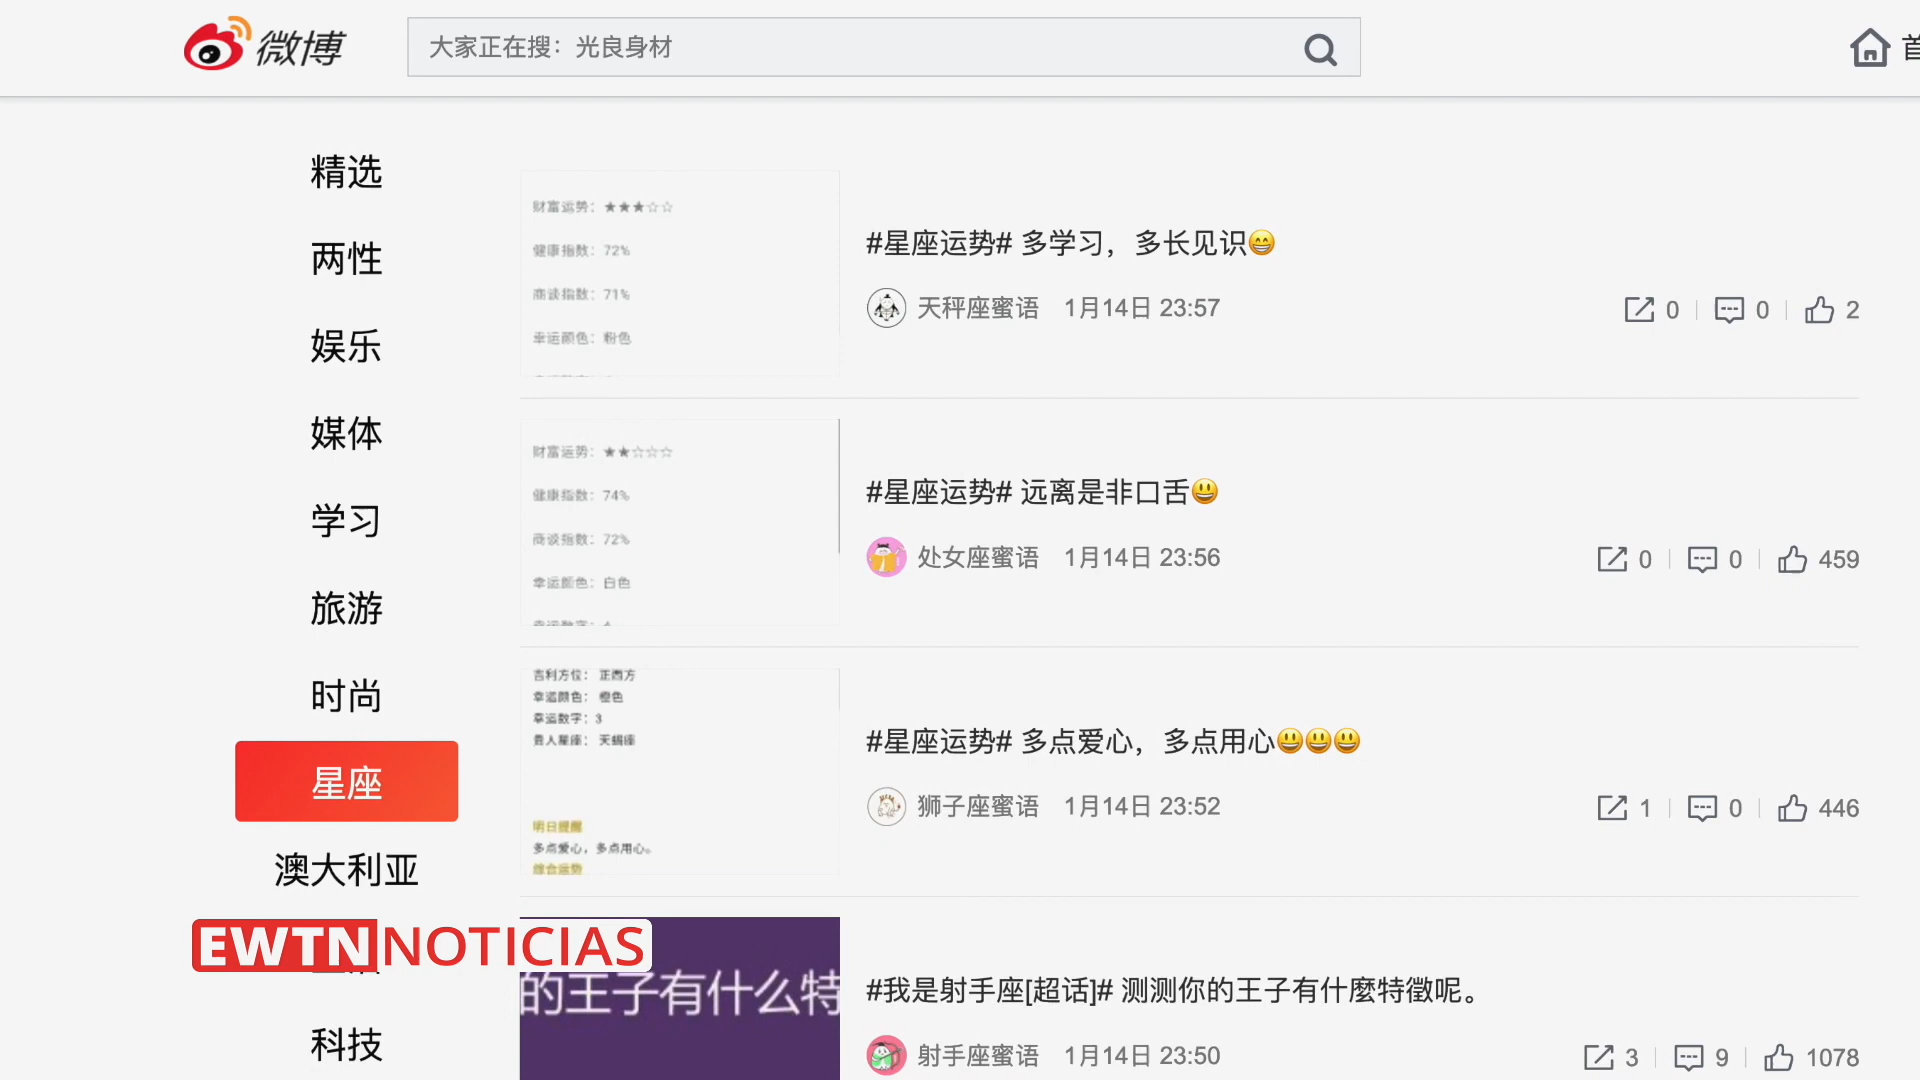 微博
大家正在搜：光良身材
首
精选
两性
娱乐
媒体
学习
旅游
时尚
星座
澳大利亚
科技
财富运势：★★★☆☆
健康指数：72%
商谈指数：71%
幸运颜色：粉色
#星座运势# 多学习，多长见识😁
天秤座蜜语 1月14日 23:57
0 0 2
财富运势：★★☆☆☆
健康指数：74%
商谈指数：72%
幸运颜色：白色
幸运数字：4
#星座运势# 远离是非口舌😃
处女座蜜语 1月14日 23:56
0 0 459
吉利方位： 正西方
幸运颜色： 橙色
幸运数字：3
贵人星座： 天蝎座
明日提醒
多点爱心，多点用心。
综合运势
#星座运势# 多点爱心，多点用心😃😃😃
狮子座蜜语 1月14日 23:52
1 0 446
的王子有什么特
#我是射手座[超话]# 测测你的王子有什麼特徵呢。
射手座蜜语 1月14日 23:50
3 9 1078
EWTN NOTICIAS